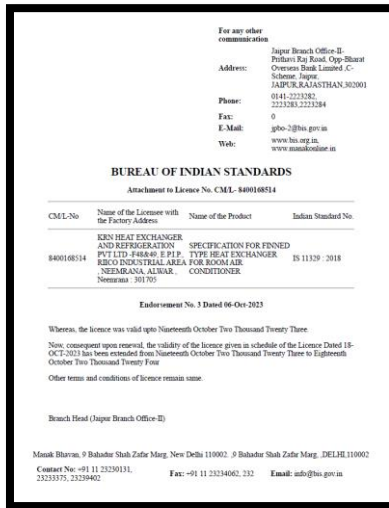 For any other
communication
Address:
Jaipur Branch Office-II-
Prithavi Raj Road, Opp-Bharat
Overseas Bank Limited ,C-
Scheme, Jaipur,
JAIPUR,RAJASTHAN,302001
Phone:
0141-2223282,
2223283,2223284
Fax:
0
E-Mail:
jpbo-2@bis.gov.in
Web:
www.bis.org.in,
www.manakonline.in
BUREAU OF INDIAN STANDARDS
Attachment to Licence No. CM/L- 8400168514
CM/L-No
Name of the Licensee with
the Factory Address
Name of the Product
Indian Standard No.
8400168514
KRN HEAT EXCHANGER
AND REFRIGERATION
PVT LTD -F48&49, E.P.I.P.,
RIICO INDUSTRIAL AREA
, NEEMRANA, ALWAR ,
Neemrana : 301705
SPECIFICATION FOR FINNED
TYPE HEAT EXCHANGER
FOR ROOM AIR
CONDITIONER
IS 11329 : 2018
Endorsement No. 3 Dated 06-Oct-2023
Whereas, the licence was valid upto Nineteenth October Two Thousand Twenty Three
Now, consequent upon renewal, the validity of the licence given in schedule of the Licence Dated 18-
OCT-2023 has been extended from Nineteenth October Two Thousand Twenty Three to Eighteenth
October Two Thousand Twenty Four
Other terms and conditions of licence remain same.
Branch Head (Jaipur Branch Office-II)
Manak Bhavan, 9 Bahadur Shah Zafar Marg, New Delhi 110002. ,9 Bahadur Shah Zafar Marg, ,DELHI,110002
Contact No: +91 11 23230131,
23233375, 23239402
Fax: +91 11 23234062, 232
Email: info@bis.gov.in